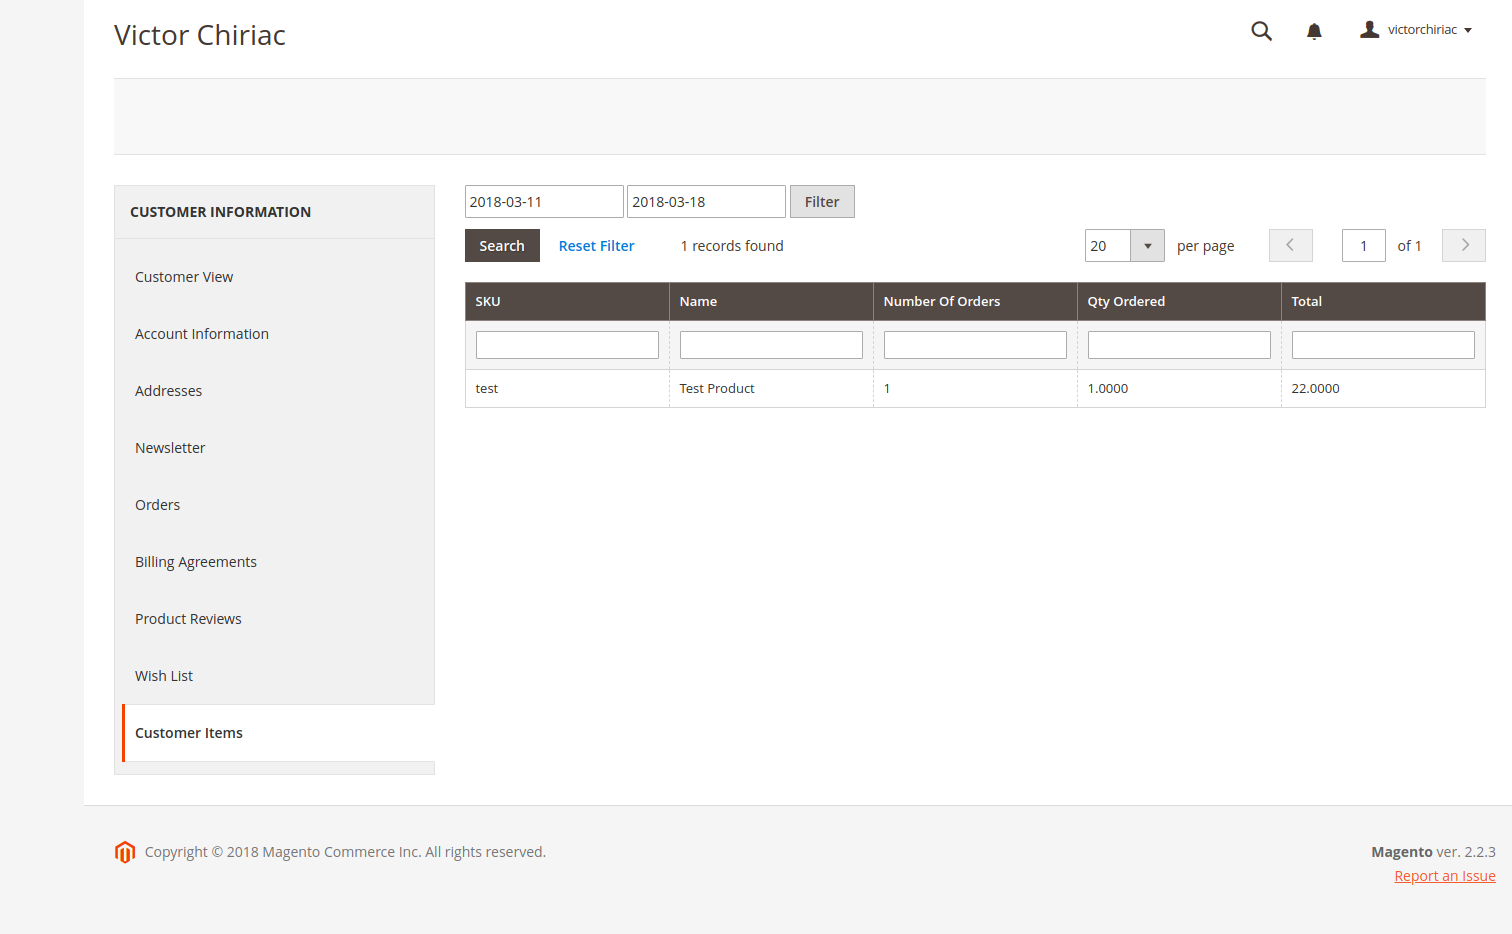 Victor Chiriac
victorchiriac
CUSTOMER INFORMATION
Customer View
Account Information
Addresses
Newsletter
Orders
Billing Agreements
Product Reviews
Wish List
Customer Items
2018-03-11 2018-03-18 Filter
Search Reset Filter 1 records found 20 per page 1 of 1
SKU Name Number Of Orders Qty Ordered Total
test Test Product 1 1.0000 22.0000
Copyright © 2018 Magento Commerce Inc. All rights reserved.
Magento ver. 2.2.3
Report an Issue